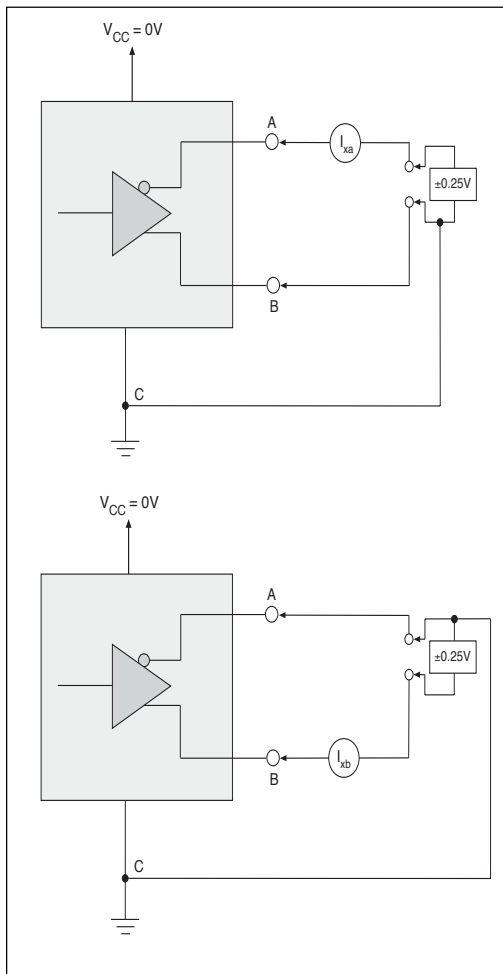 V_CC = 0V
A
I_xa
±0.25V
B
C
V_CC = 0V
A
±0.25V
I_xb
B
C